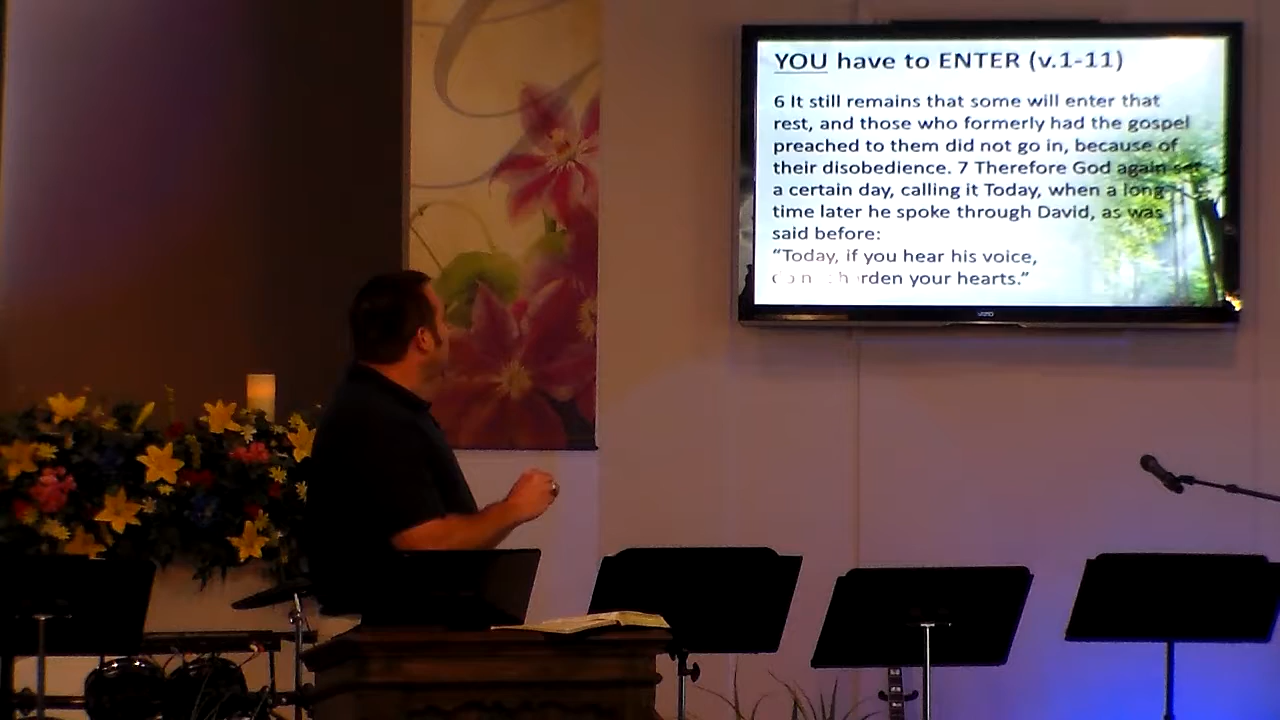 YOU have to ENTER (v.1-11)
6 It still remains that some will enter that
rest, and those who formerly had the gospel
preached to them did not go in, because of
their disobedience. 7 Therefore God again set
a certain day, calling it Today, when a long
time later he spoke through David, as was
said before:
“Today, if you hear his voice,
do not harden your hearts.”
VIZIO